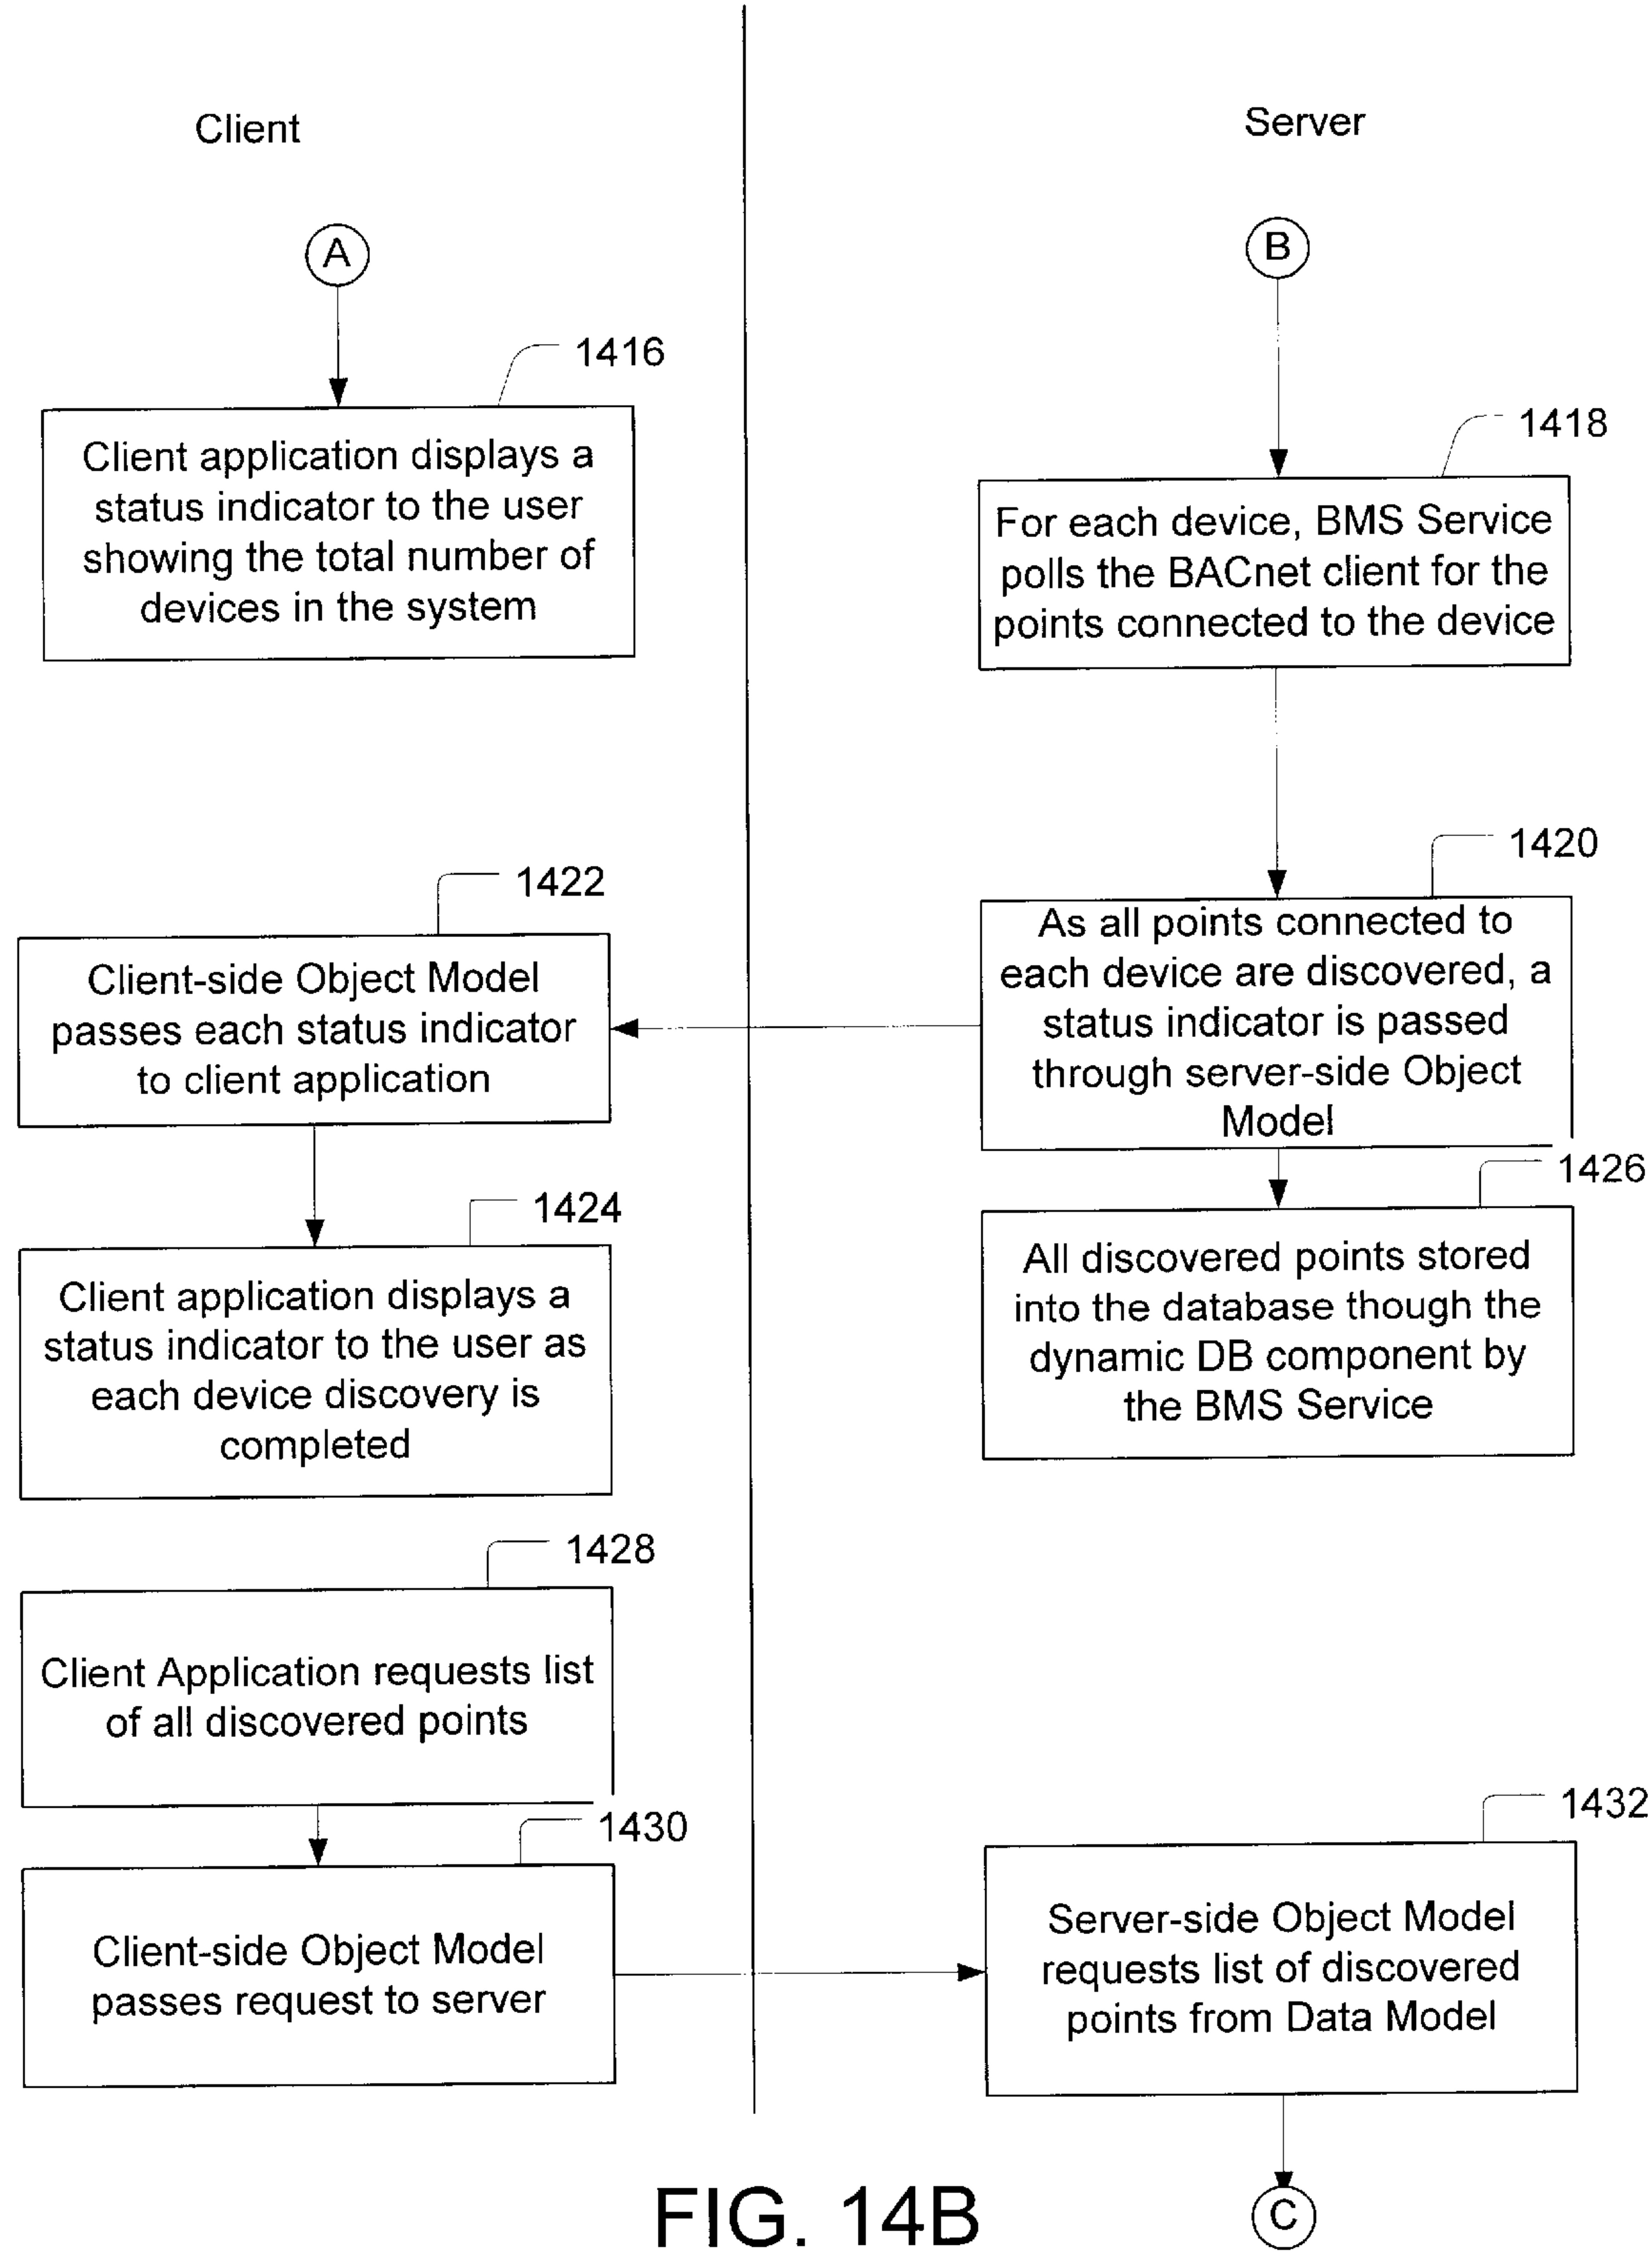 Client
Server
A
B
1416
Client application displays a
status indicator to the user
showing the total number of
devices in the system
1418
For each device, BMS Service
polls the BACnet client for the
points connected to the device
1420
As all points connected to
each device are discovered, a
status indicator is passed
through server-side Object
Model
1422
Client-side Object Model
passes each status indicator
to client application
1424
Client application displays a
status indicator to the user as
each device discovery is
completed
1426
All discovered points stored
into the database though the
dynamic DB component by
the BMS Service
1428
Client Application requests list
of all discovered points
1430
Client-side Object Model
passes request to server
1432
Server-side Object Model
requests list of discovered
points from Data Model
C
FIG. 14B